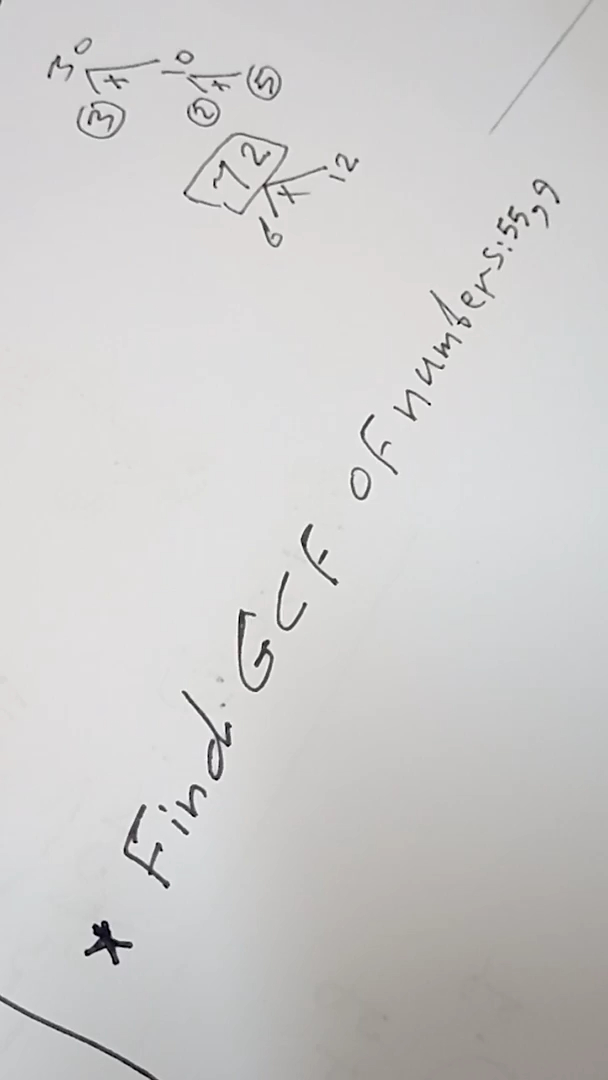 30
3 x 10
2 x 5
72
6 x 12
* Find GCF of numbers: 55, 9